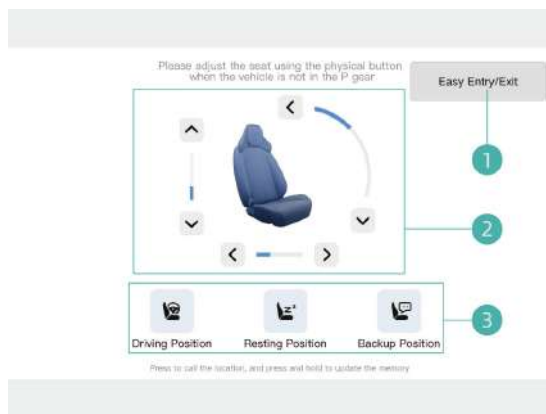 Please adjust the seat using the physical button
when the vehicle is not in the P gear
Easy Entry/Exit
1
2
3
Driving Position
Resting Position
Backup Position
Press to call the location, and press and hold to update the memory